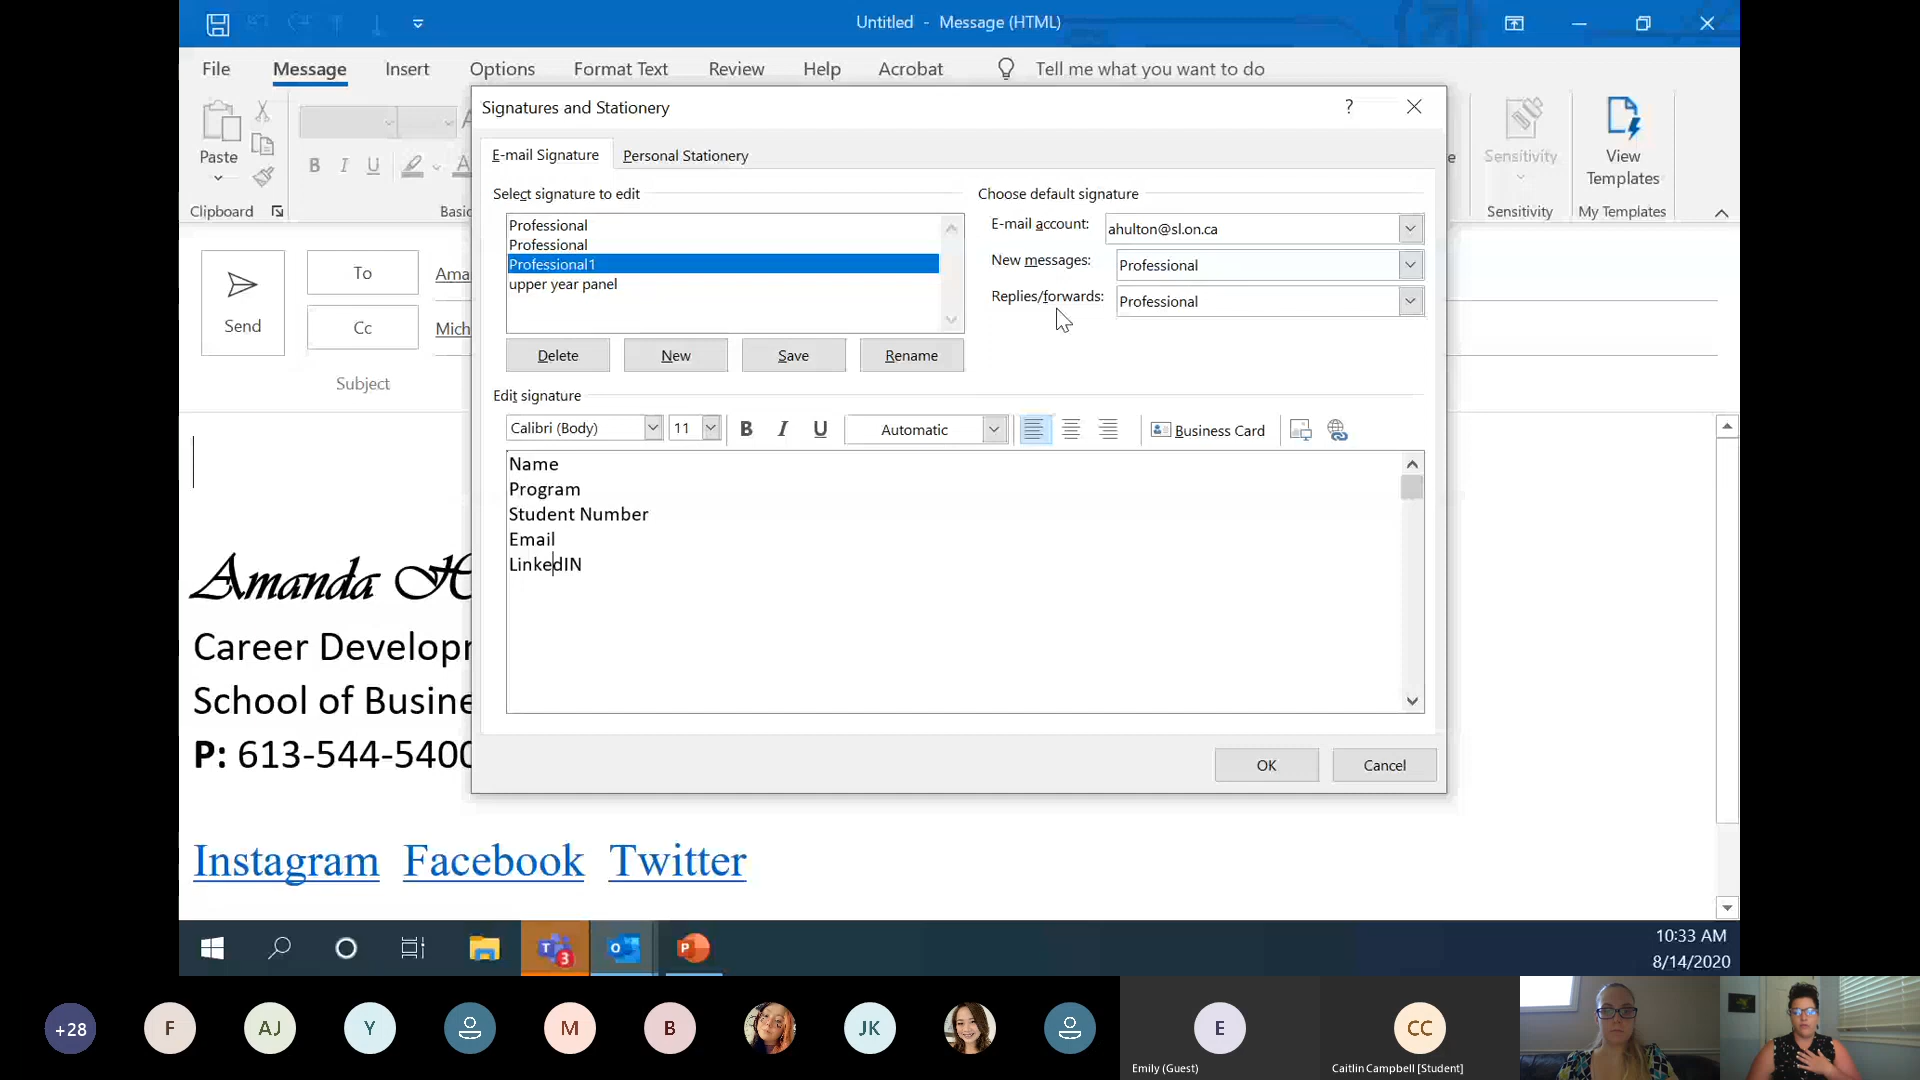 Untitled - Message (HTML)
File Message Insert Options Format Text Review Help Acrobat Tell me what you want to do
Paste
Clipboard
B I U
Basic
Sensitivity
Sensitivity
View
Templates
My Templates
Send
To
Cc
Subject
Signatures and Stationery
?
E-mail Signature Personal Stationery
Select signature to edit
Professional
Professional
Professional1
upper year panel
Delete New Save Rename
Choose default signature
E-mail account: ahulton@sl.on.ca
New messages: Professional
Replies/forwards: Professional
Edit signature
Calibri (Body) 11 B I U Automatic Business Card
Name
Program
Student Number
Email
LinkedIN
OK Cancel
Amanda H
Career Develop
School of Busine
P: 613-544-5400
Instagram Facebook Twitter
3
10:33 AM
8/14/2020
+28 F AJ Y M B JK E CC
Emily (Guest) Caitlin Campbell [Student]